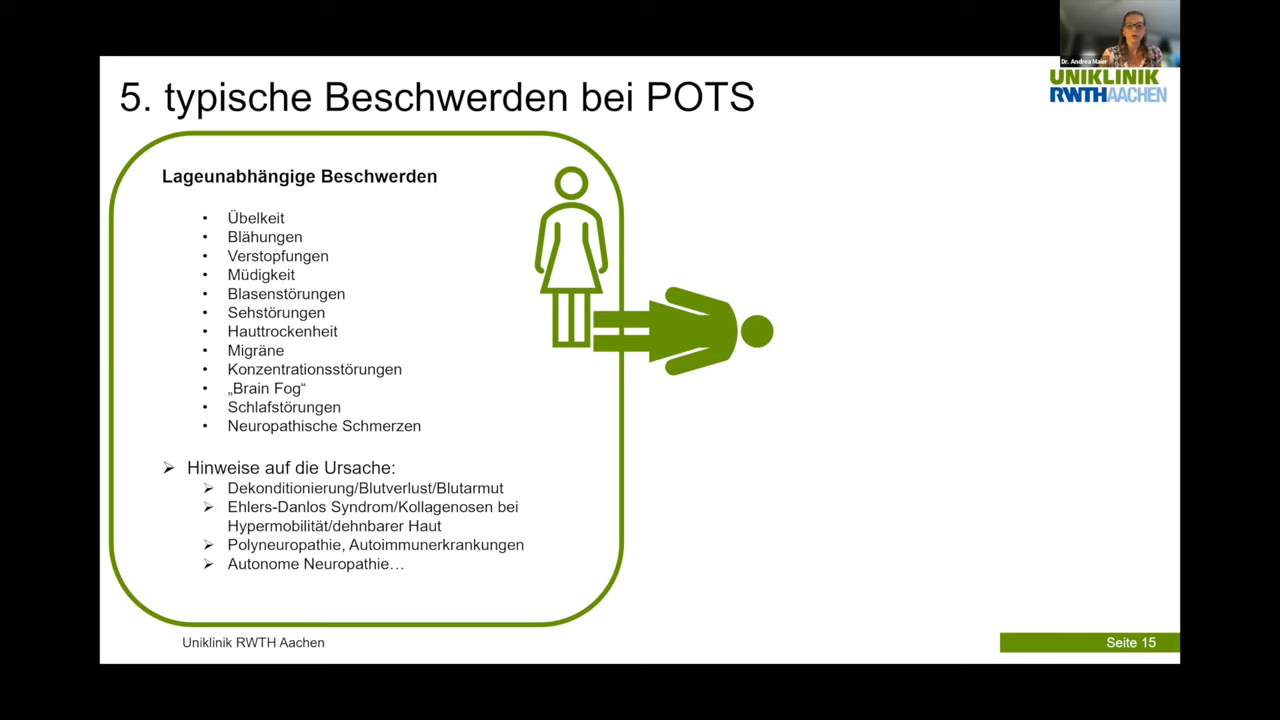 Dr. Andrea Maier
UNIKLINIK
RWTHAACHEN
5. typische Beschwerden bei POTS
Lageunabhängige Beschwerden
• Übelkeit
• Blähungen
• Verstopfungen
• Müdigkeit
• Blasenstörungen
• Sehstörungen
• Hauttrockenheit
• Migräne
• Konzentrationsstörungen
• „Brain Fog“
• Schlafstörungen
• Neuropathische Schmerzen
➢ Hinweise auf die Ursache:
➢ Dekonditionierung/Blutverlust/Blutarmut
➢ Ehlers-Danlos Syndrom/Kollagenosen bei
Hypermobilität/dehnbarer Haut
➢ Polyneuropathie, Autoimmunerkrankungen
➢ Autonome Neuropathie…
Uniklinik RWTH Aachen
Seite 15